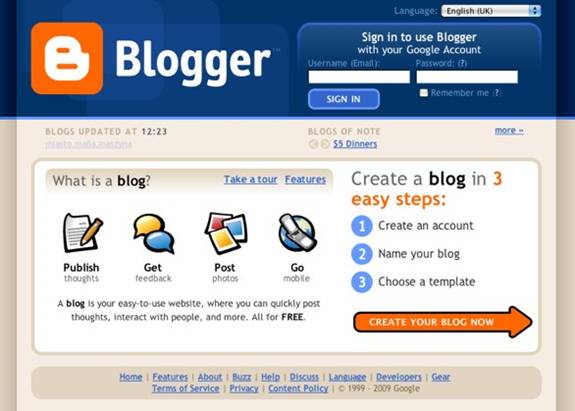 Language: English (UK)
Blogger™
Sign in to use Blogger
with your Google Account
Username (Email): Password: (?)
SIGN IN
Remember me (?)
BLOGS UPDATED AT 12:23
miasto.mafia.maszyna
BLOGS OF NOTE
$5 Dinners
more »
What is a blog?
Take a tour Features
Publish
thoughts
Get
feedback
Post
photos
Go
mobile
A blog is your easy-to-use website, where you can quickly post
thoughts, interact with people, and more. All for FREE.
Create a blog in 3
easy steps:
1 Create an account
2 Name your blog
3 Choose a template
CREATE YOUR BLOG NOW
Home | Features | About | Buzz | Help | Discuss | Language | Developers | Gear
Terms of Service | Privacy | Content Policy | © 1999 - 2009 Google